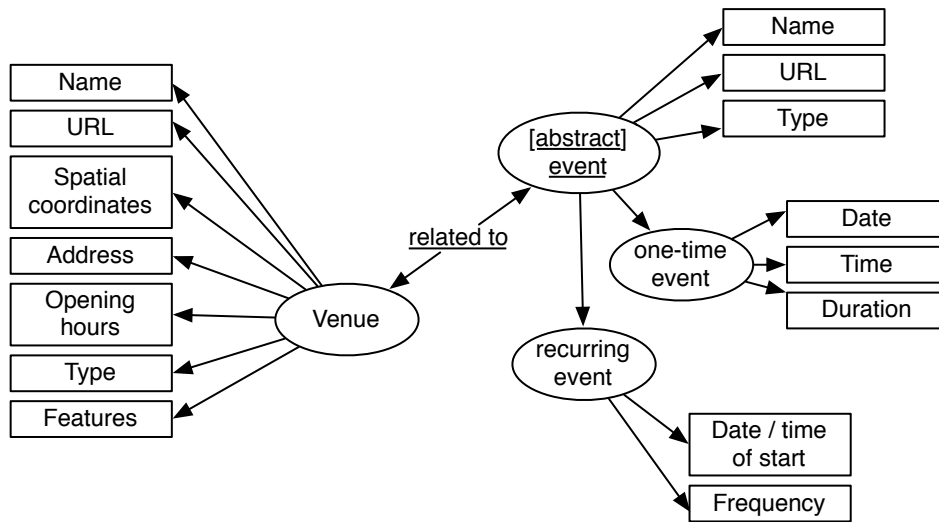 Name
URL
Spatial
coordinates
Address
Opening
hours
Type
Features
Venue
related to
[abstract]
event
Name
URL
Type
one-time
event
Date
Time
Duration
recurring
event
Date / time
of start
Frequency